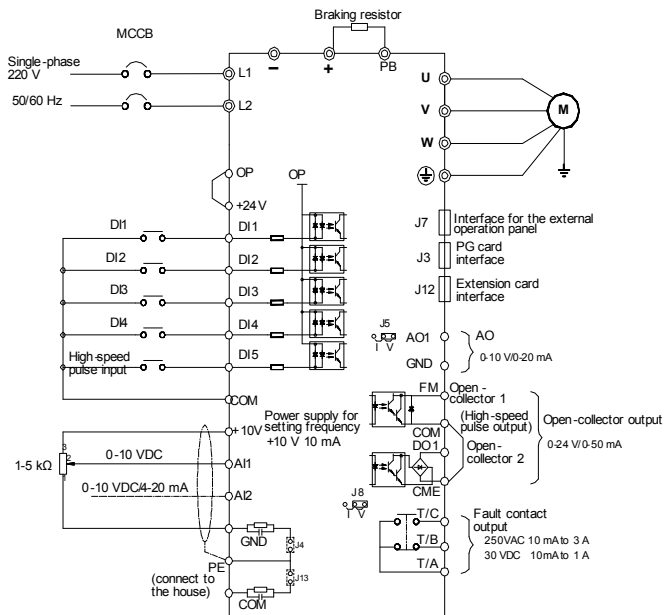 Braking resistor
MCCB
Single-phase
220 V
50/60 Hz
L1
L2
−
+
PB
U
V
W
M
OP
+24 V
OP
DI1
DI1
DI2
DI2
DI3
DI3
DI4
DI4
High-speed
pulse input
DI5
COM
J7
Interface for the external
operation panel
J3
PG card
interface
J12
Extension card
interface
J5
I V
AO1
AO
GND
0-10 V/0-20 mA
FM
Open-
collector 1
(High-speed
pulse output)
COM
DO1
Open-
collector 2
CME
Open-collector output
0-24 V/0-50 mA
Power supply for
setting frequency
+10 V 10 mA
+10V
3
2
1-5 kΩ
0-10 VDC
AI1
0-10 VDC/4-20 mA
AI2
J8
I V
GND
J4
PE
(connect to
the house)
J13
COM
T/C
T/B
T/A
Fault contact
output
250VAC 10 mA to 3 A
30 VDC 10mA to 1 A